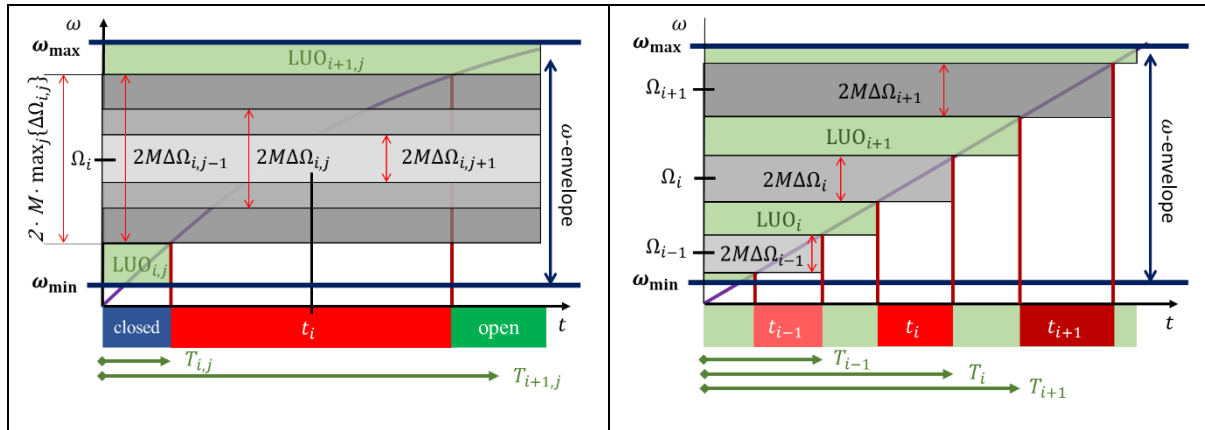 ω
ω_max
LUO_{i+1,j}
2 · M · max_j{ΔΩ_{i,j}}
Ω_i
2MΔΩ_{i,j−1}
2MΔΩ_{i,j}
2MΔΩ_{i,j+1}
ω-envelope
LUO_{i,j}
ω_min
closed
t_i
open
t
T_{i,j}
T_{i+1,j}
ω
ω_max
Ω_{i+1}
2MΔΩ_{i+1}
LUO_{i+1}
Ω_i
2MΔΩ_i
ω-envelope
LUO_i
Ω_{i−1}
2MΔΩ_{i−1}
ω_min
t_{i−1}
t_i
t_{i+1}
t
T_{i−1}
T_i
T_{i+1}